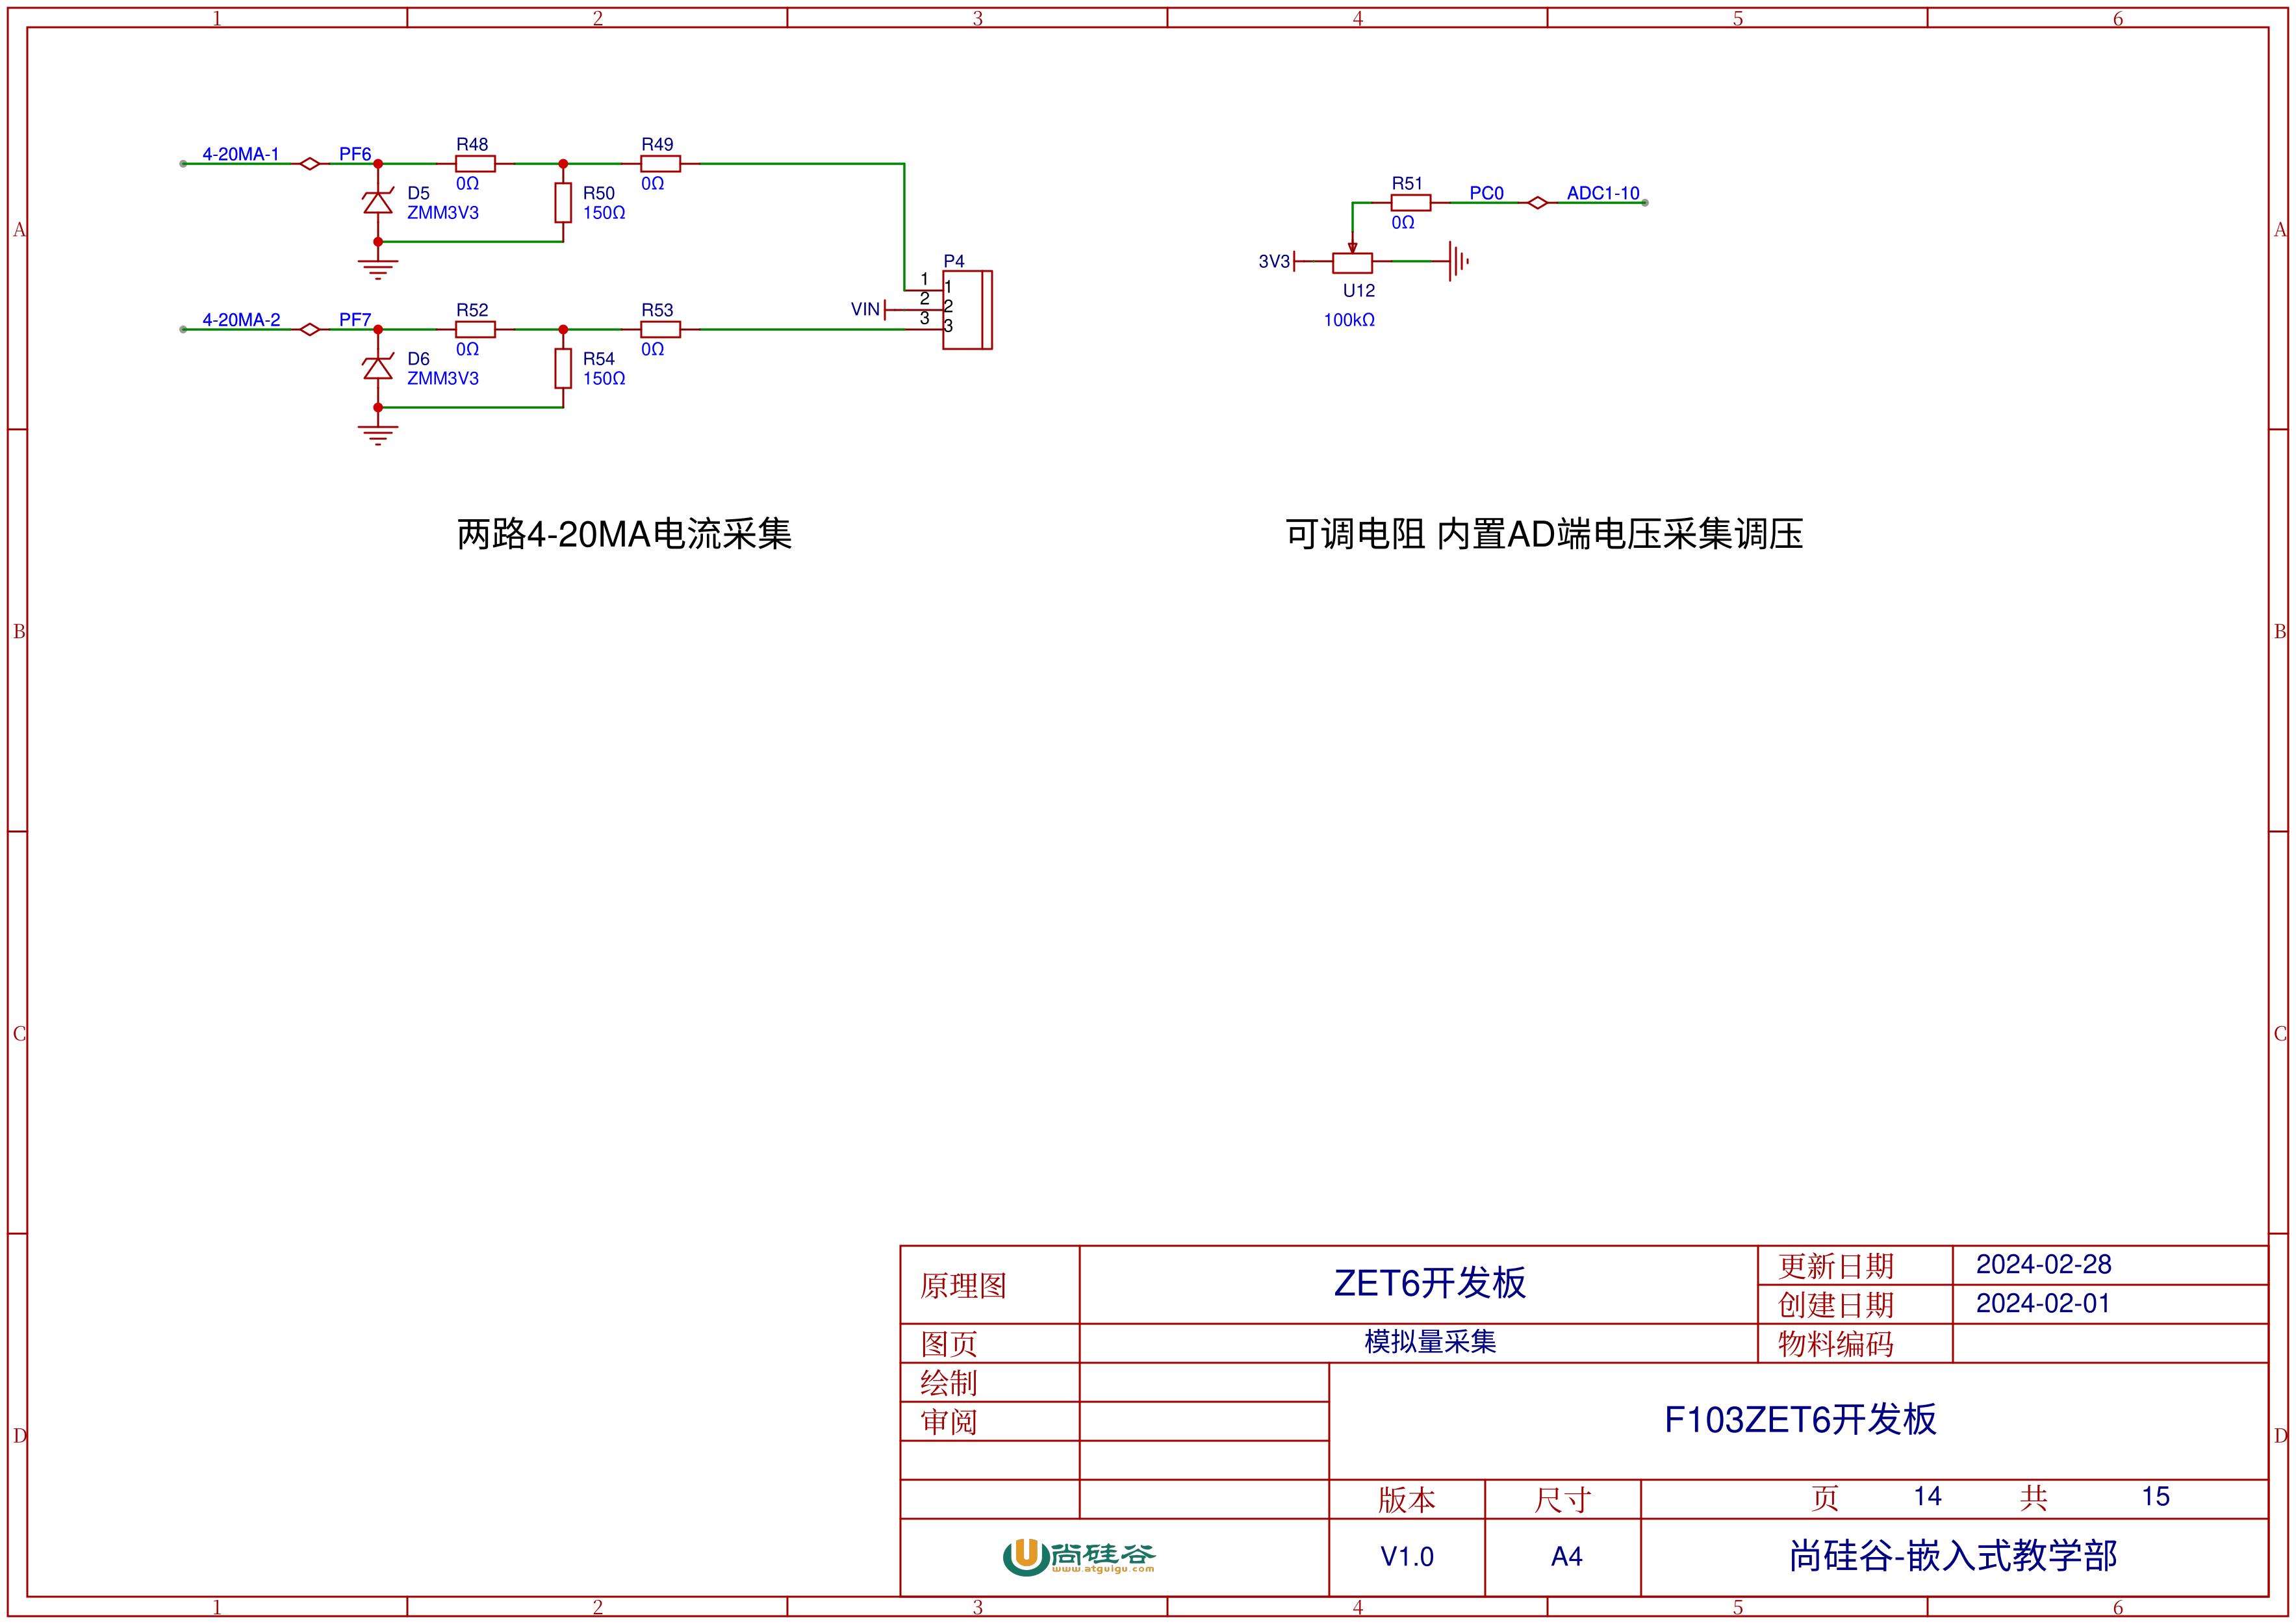 1 2 3 4 5 6
A A
B B
C C
D D
4-20MA-1 PF6 R48 0Ω R49 0Ω
D5 ZMM3V3 R50 150Ω
4-20MA-2 PF7 R52 0Ω R53 0Ω
D6 ZMM3V3 R54 150Ω
P4
VIN
1 1
2 2
3 3
R51 0Ω PC0 ADC1-10
3V3
U12
100kΩ
两路4-20MA电流采集
可调电阻 内置AD端电压采集调压
原理图 ZET6开发板 更新日期 2024-02-28
创建日期 2024-02-01
图页 模拟量采集 物料编码
绘制
审阅
F103ZET6开发板
版本 尺寸 页 14 共 15
尚硅谷
www.atguigu.com
V1.0 A4 尚硅谷-嵌入式教学部
1 2 3 4 5 6